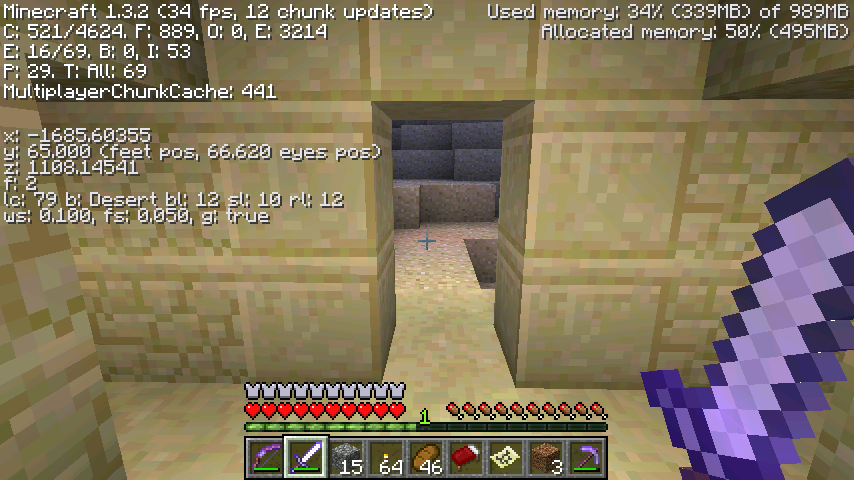 Minecraft 1.3.2 (34 fps, 12 chunk updates)
C: 521/4624, F: 889, O: 0, E: 3214
E: 16/69, B: 0, I: 53
P: 29. T: All: 69
MultiplayerChunkCache: 441
Used memory: 34% (339MB) of 989MB
Allocated memory: 50% (495MB)
x: -1685.60355
y: 65.000 (feet pos, 66.620 eyes pos)
z: 1108.14541
f: 2
lc: 79 b: Desert bl: 12 sl: 10 rl: 12
ws: 0.100, fs: 0.050, g: true
1
15 64 46 3